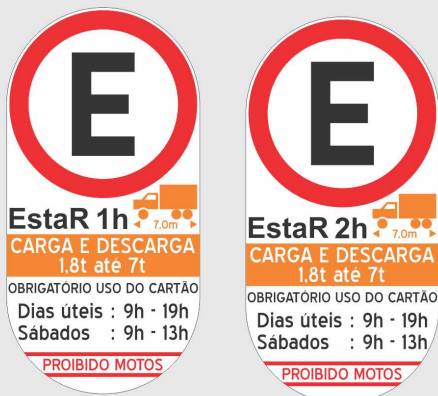 E
EstaR 1h
7.0m
CARGA E DESCARGA
1,8t até 7t
OBRIGATÓRIO USO DO CARTÃO
Dias úteis : 9h - 19h
Sábados : 9h - 13h
PROIBIDO MOTOS
E
EstaR 2h
7.0m
CARGA E DESCARGA
1,8t até 7t
OBRIGATÓRIO USO DO CARTÃO
Dias úteis : 9h - 19h
Sábados : 9h - 13h
PROIBIDO MOTOS